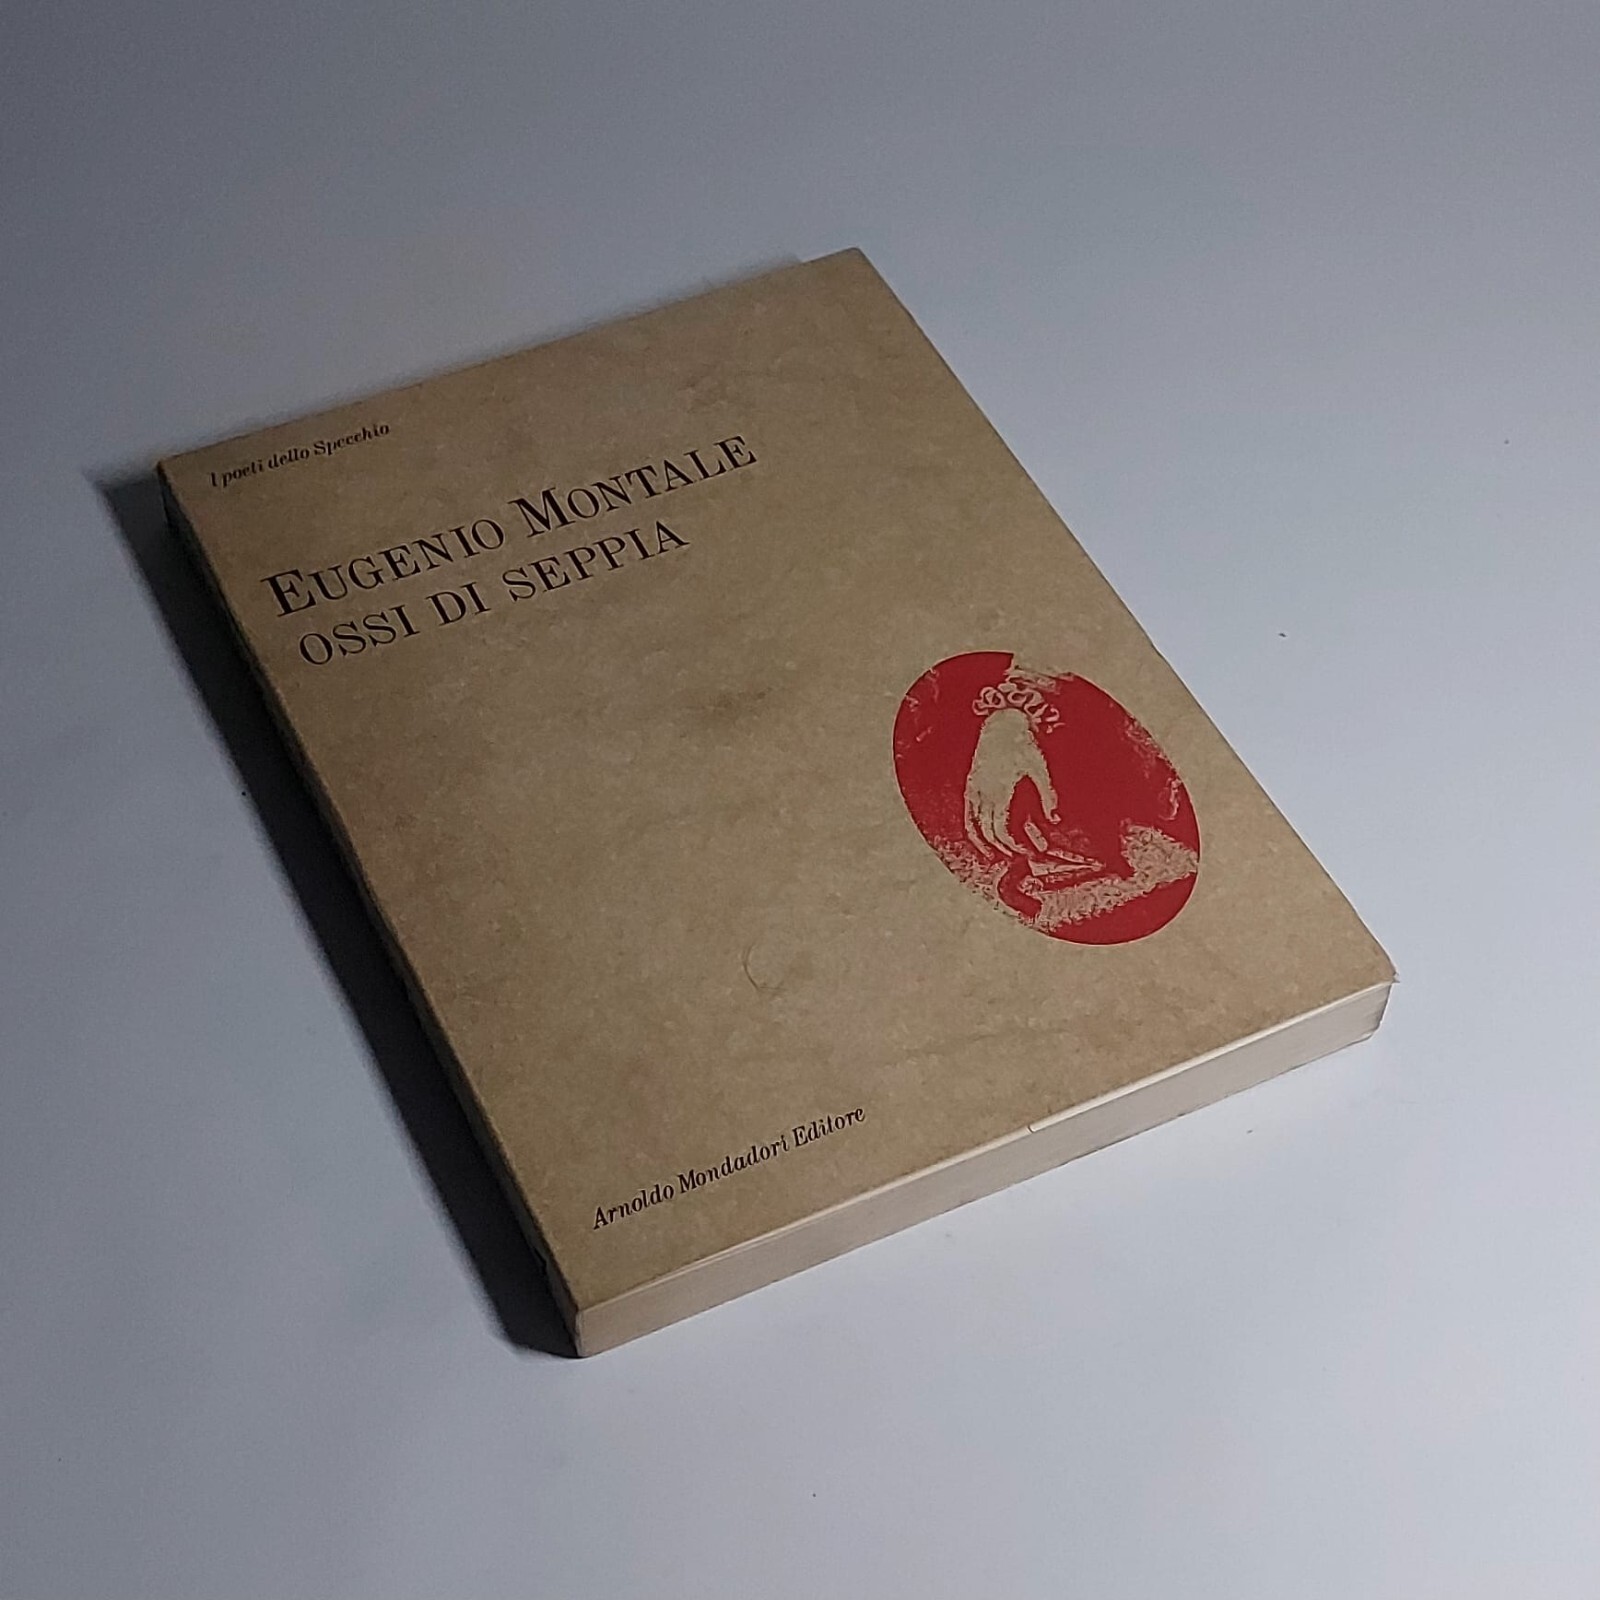 I poeti dello Specchio
EUGENIO MONTALE
OSSI DI SEPPIA
Arnoldo Mondadori Editore